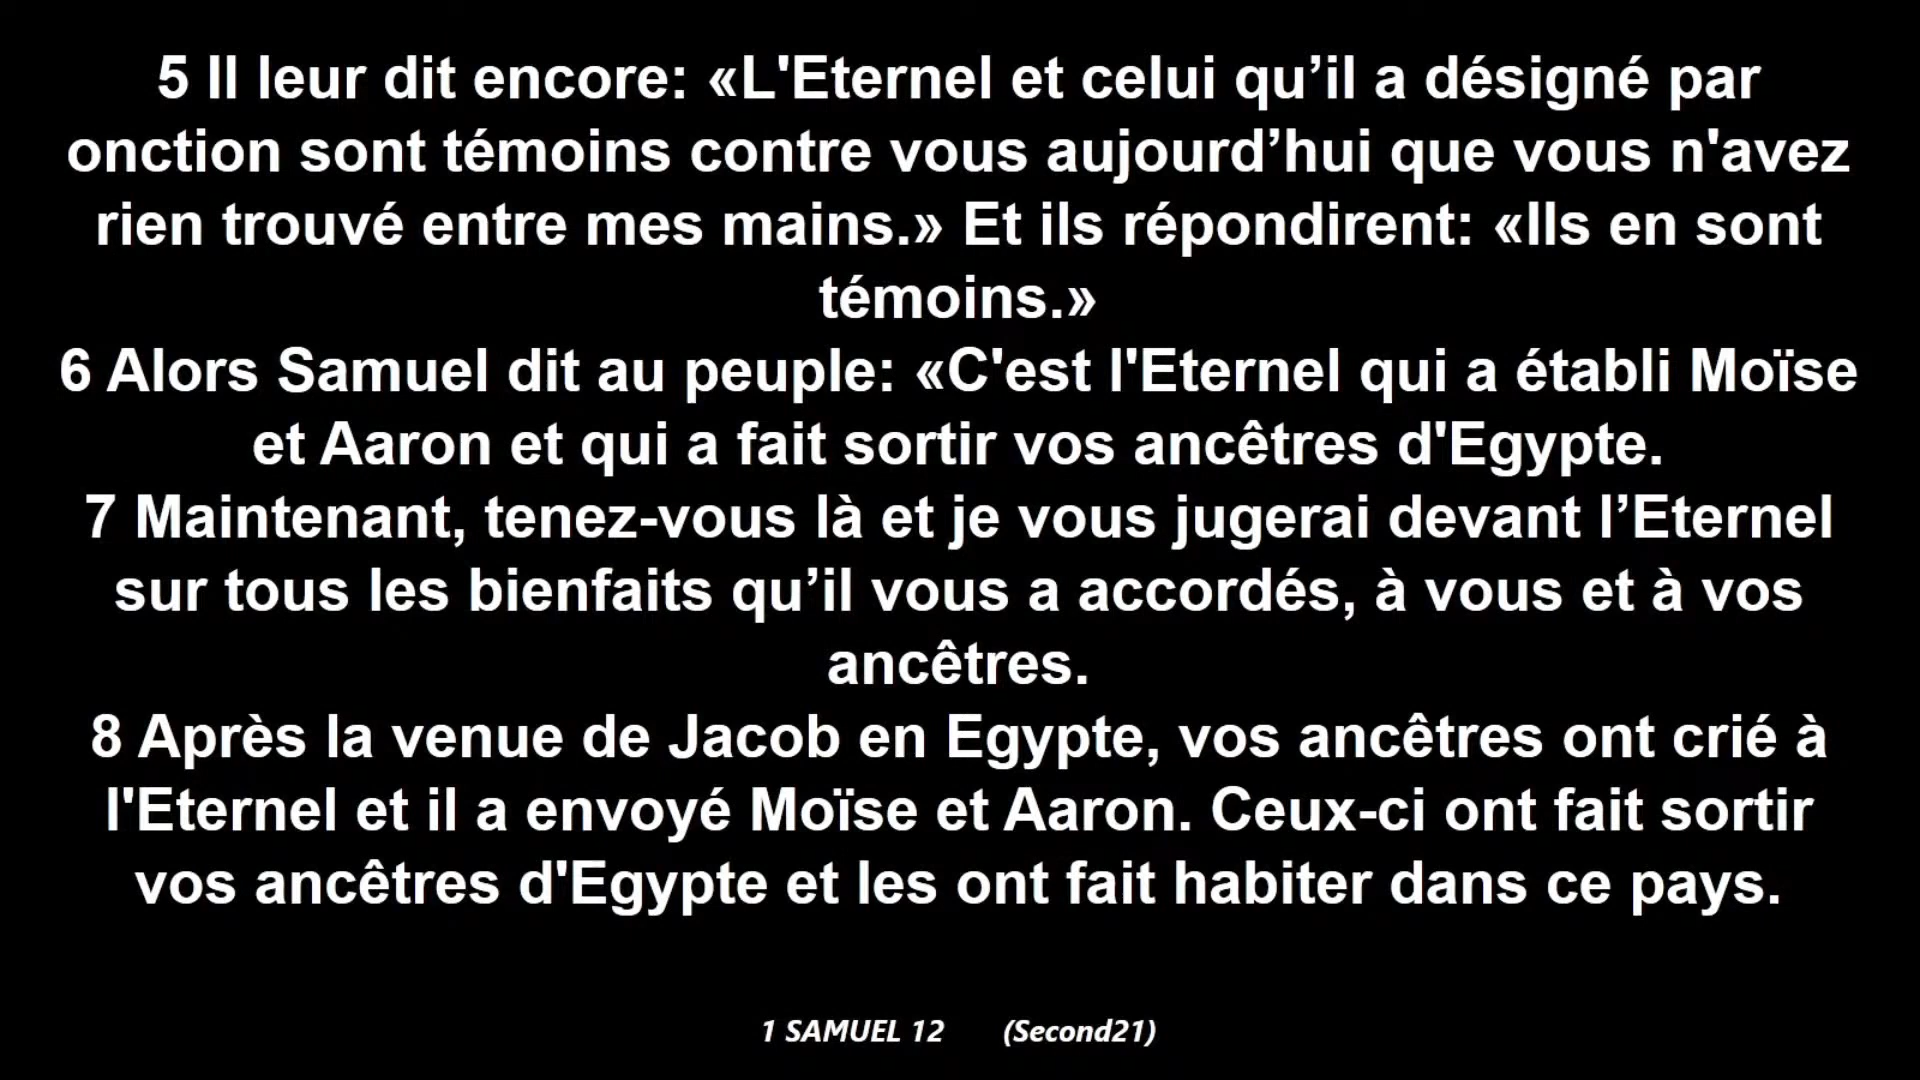 5 Il leur dit encore: «L'Eternel et celui qu’il a désigné par
onction sont témoins contre vous aujourd’hui que vous n'avez
rien trouvé entre mes mains.» Et ils répondirent: «Ils en sont
témoins.»
6 Alors Samuel dit au peuple: «C'est l'Eternel qui a établi Moïse
et Aaron et qui a fait sortir vos ancêtres d'Egypte.
7 Maintenant, tenez-vous là et je vous jugerai devant l’Eternel
sur tous les bienfaits qu’il vous a accordés, à vous et à vos
ancêtres.
8 Après la venue de Jacob en Egypte, vos ancêtres ont crié à
l'Eternel et il a envoyé Moïse et Aaron. Ceux-ci ont fait sortir
vos ancêtres d'Egypte et les ont fait habiter dans ce pays.
1 SAMUEL 12 (Second21)